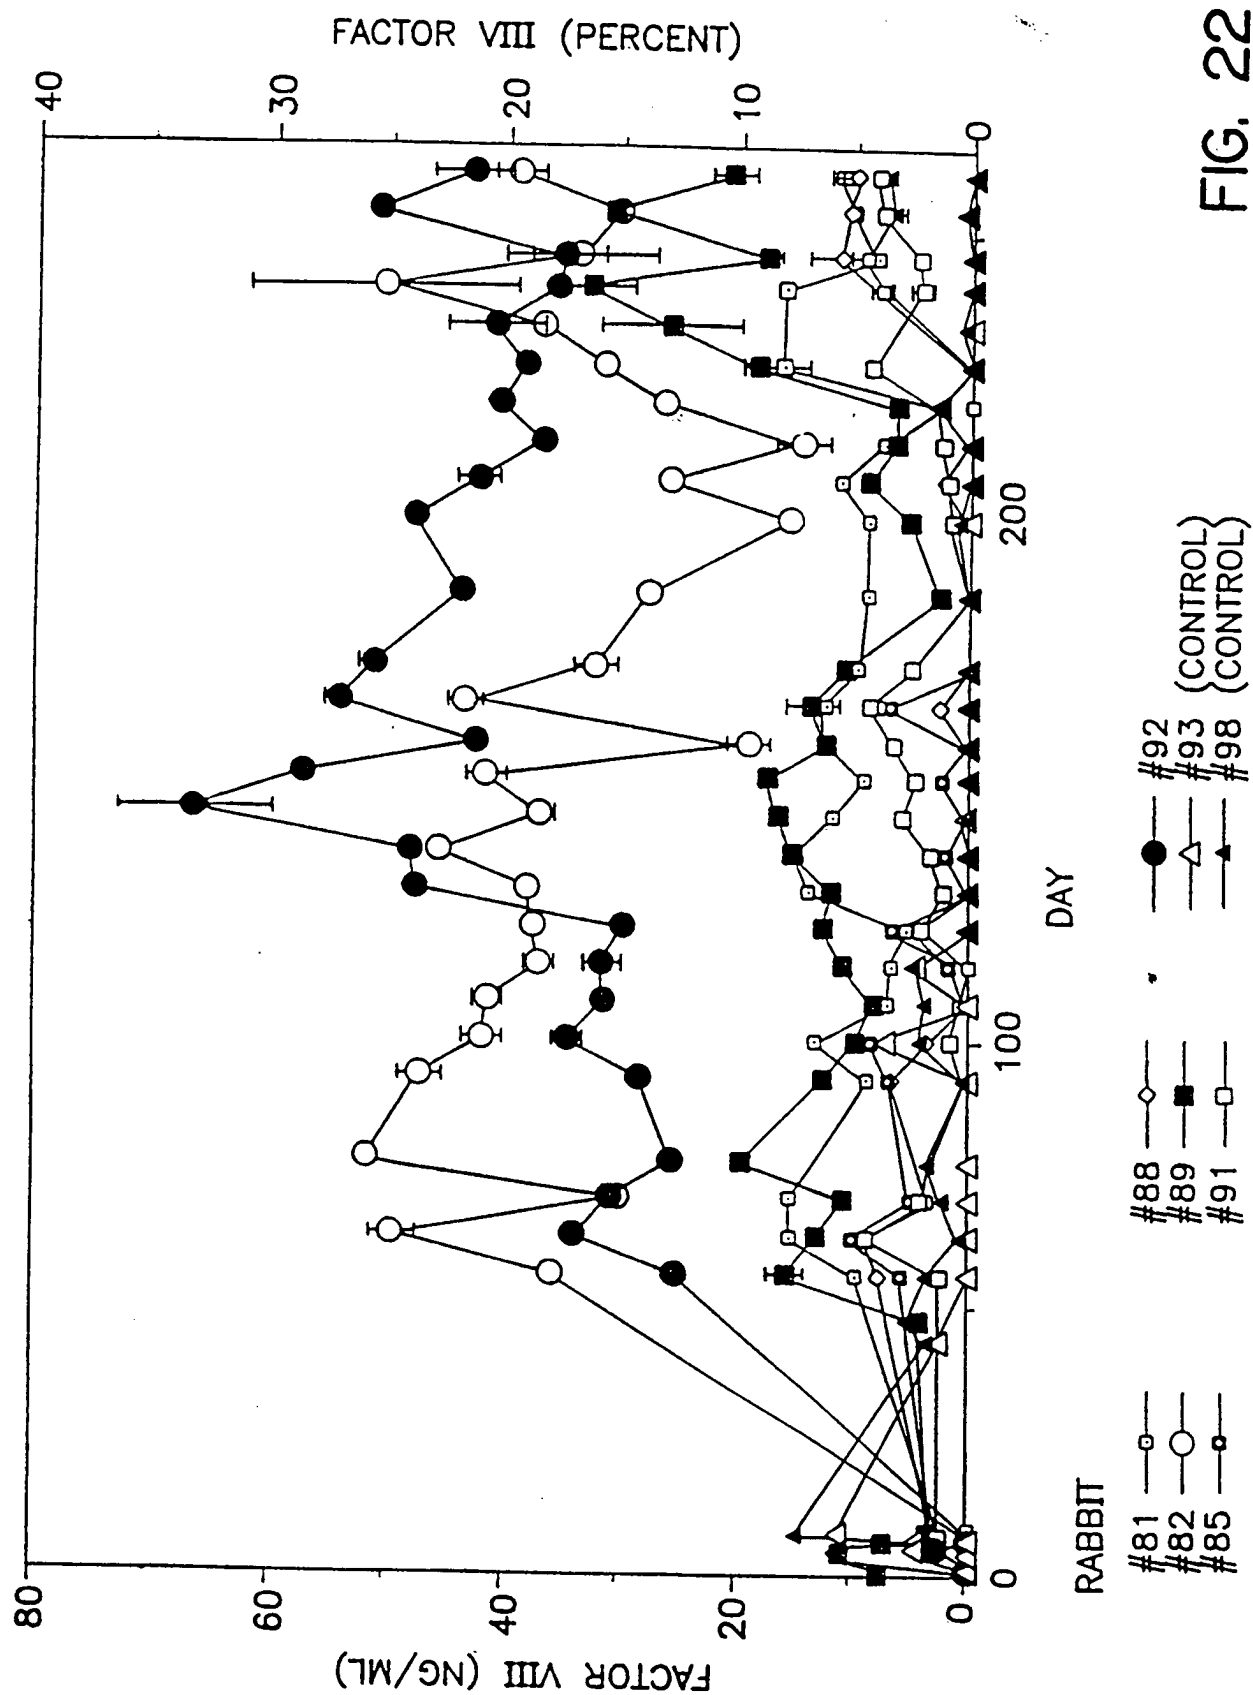 FACTOR VIII (NG/ML)
80
60
40
20
0
FACTOR VIII (PERCENT)
40
30
20
10
0
0
100
200
DAY
RABBIT
#81
#82
#85
#88
#89
#91
#92
#93 (CONTROL)
#98 (CONTROL)
FIG. 22